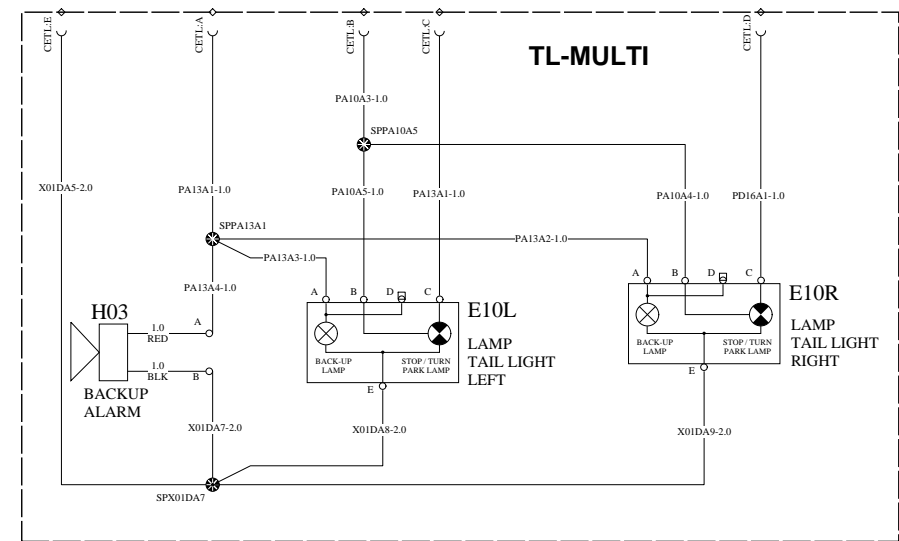 CETL:E
CETL:A
CETL:B
CETL:C
CETL:D
TL-MULTI
PA10A3-1.0
SPPA10A5
X01DA5-2.0
PA13A1-1.0
PA10A5-1.0
PA13A1-1.0
PA10A4-1.0
PD16A1-1.0
SPPA13A1
PA13A2-1.0
PA13A3-1.0
PA13A4-1.0
A
B
D
C
A
B
D
C
E10L
E10R
H03
1.0
RED
A
LAMP
TAIL LIGHT
LEFT
LAMP
TAIL LIGHT
RIGHT
BACK-UP
LAMP
STOP / TURN
PARK LAMP
BACK-UP
LAMP
STOP / TURN
PARK LAMP
1.0
BLK
B
E
E
BACKUP
ALARM
X01DA7-2.0
X01DA8-2.0
X01DA9-2.0
SPX01DA7